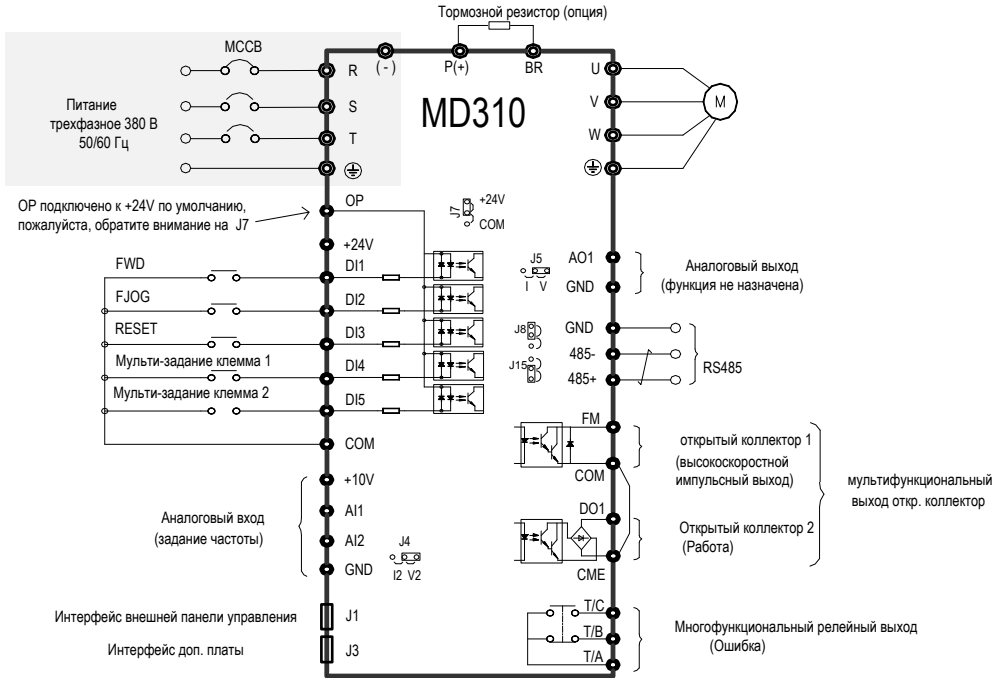 Тормозной резистор (опция)
МССВ
R
( - )
P(+)
BR
U
S
V
M
Питание
трехфазное 380 В
50/60 Гц
MD310
T
W
OP подключено к +24V по умолчанию,
пожалуйста, обратите внимание на J7
OP
J7
+24V
COM
+24V
FWD
DI1
J5
I V
AO1
GND
Аналоговый выход
(функция не назначена)
FJOG
DI2
RESET
DI3
J8
GND
485-
485+
RS485
Мульти-задание клемма 1
DI4
J15
Мульти-задание клемма 2
DI5
FM
COM
COM
открытый коллектор 1
(высокоскоростной
импульсный выход)
мультифункциональный
выход откр. коллектор
+10V
AI1
AI2
GND
Аналоговый вход
(задание частоты)
J4
I2 V2
DO1
CME
Открытый коллектор 2
(Работа)
Интерфейс внешней панели управления
J1
Интерфейс доп. платы
J3
T/C
T/B
T/A
Многофункциональный релейный выход
(Ошибка)